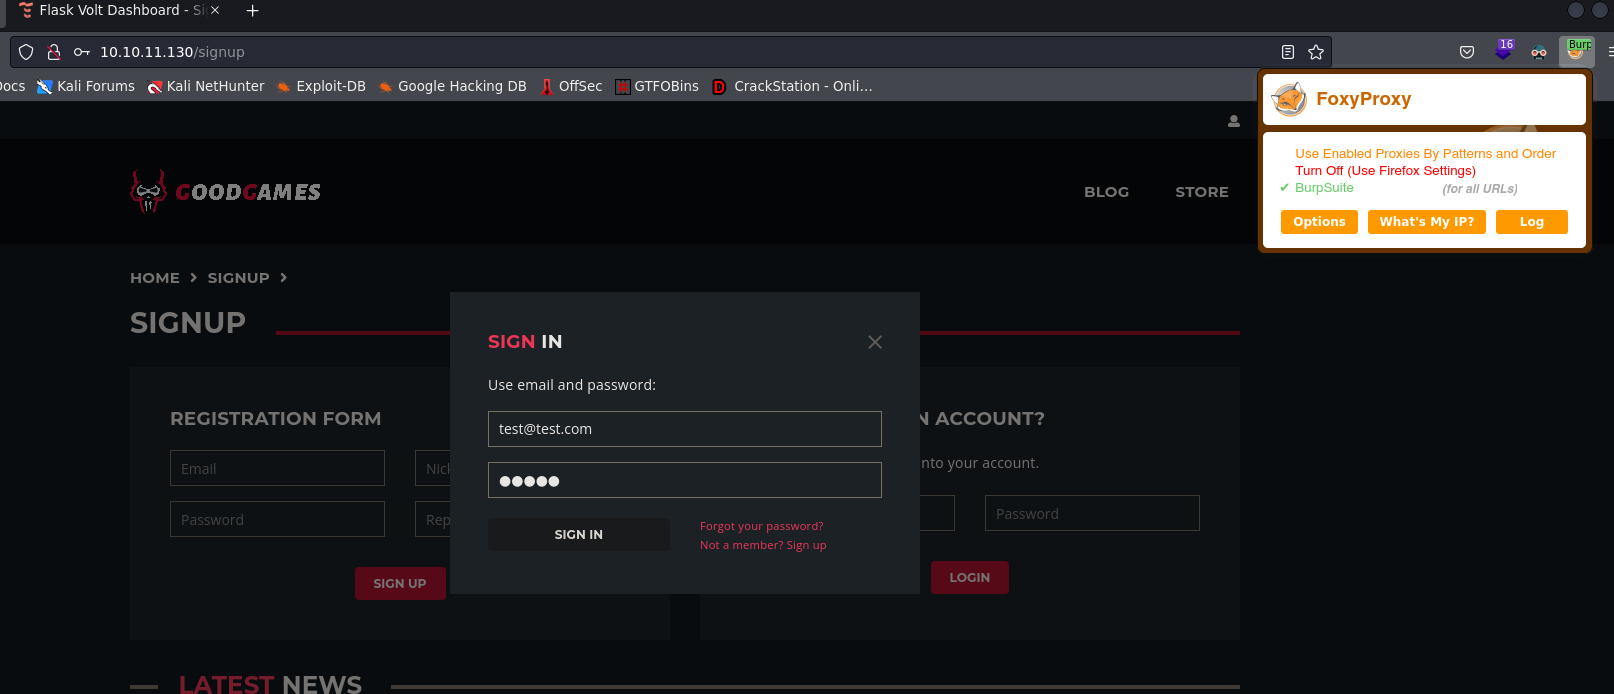 Flask Volt Dashboard - Si
10.10.11.130/signup
16
Burp
Docs Kali Forums Kali NetHunter Exploit-DB Google Hacking DB OffSec GTFOBins CrackStation - Onli…
FoxyProxy
Use Enabled Proxies By Patterns and Order
Turn Off (Use Firefox Settings)
✔ BurpSuite (for all URLs)
Options What's My IP? Log
GOODGAMES
BLOG STORE
HOME > SIGNUP >
SIGNUP
SIGN IN
Use email and password:
test@test.com
●●●●●
SIGN IN
Forgot your password?
Not a member? Sign up
REGISTRATION FORM
Email Nick
Password Rep
SIGN UP
N ACCOUNT?
nto your account.
Password
LOGIN
LATEST NEWS